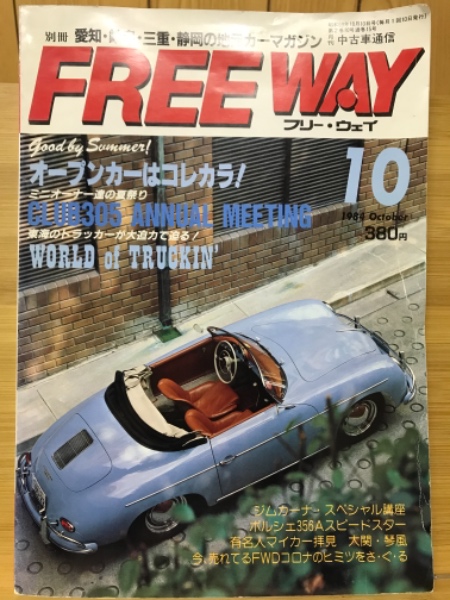 別冊 愛知・岐阜・三重・静岡の地元カーマガジン
月刊 中古車通信
FREE WAY
フリー・ウェイ
Good by Summer!
オープンカーはコレカラ!
ミニオーナー達の夏祭り
CLUB305 ANNUAL MEETING
東海のトラッカーが大迫力で迫る!
WORLD of TRUCKIN'
10
1984 October
380円
ジムカーナ・スペシャル講座
ポルシェ356Aスピードスター
有名人マイカー拝見 大関・琴風
今、売れてるFWDコロナのヒミツをさ・ぐ・る